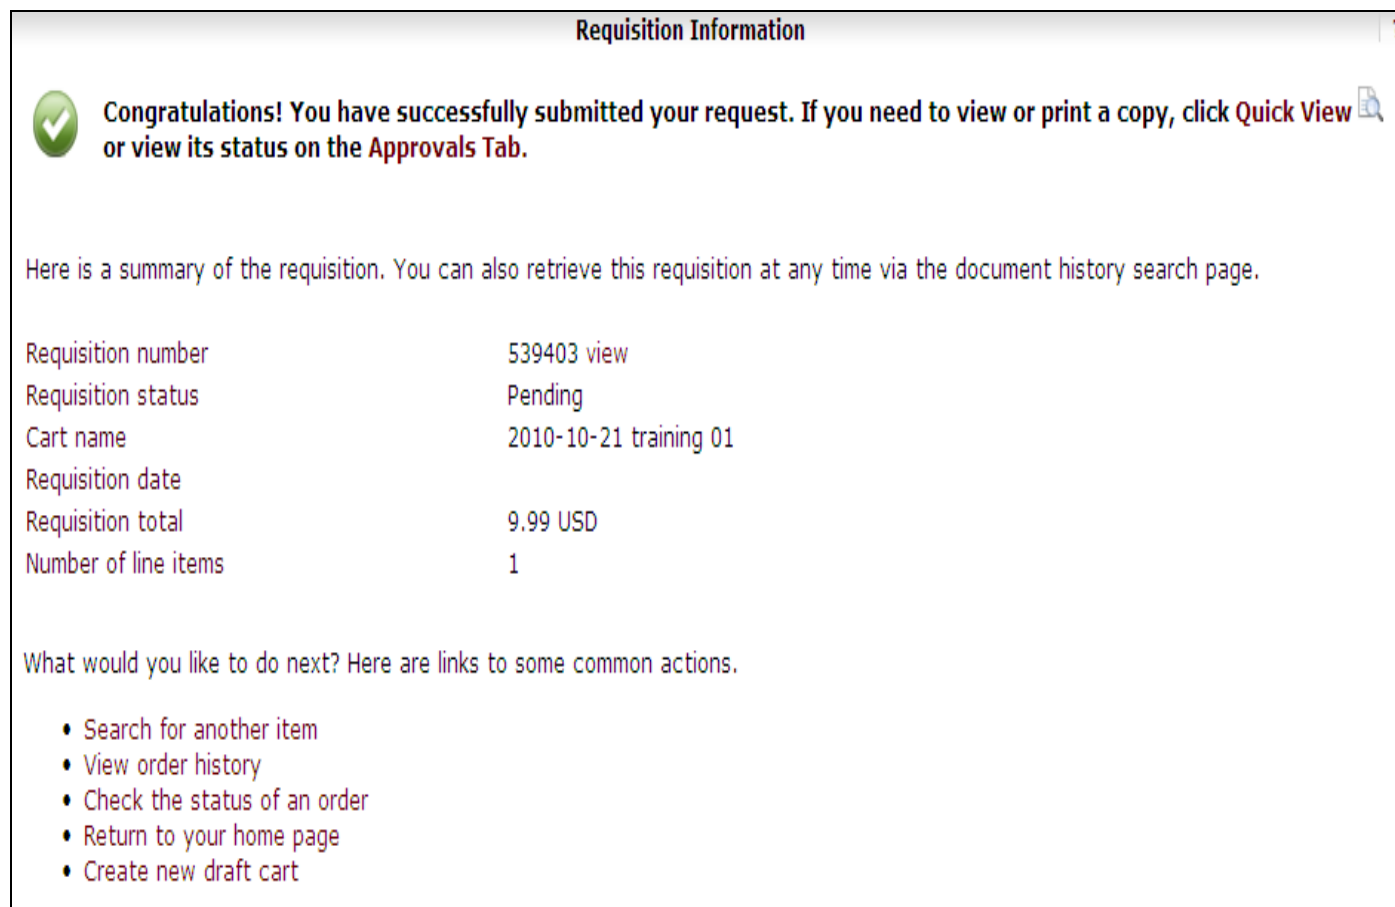 Requisition Information
Congratulations! You have successfully submitted your request. If you need to view or print a copy, click Quick View
or view its status on the Approvals Tab.
Here is a summary of the requisition. You can also retrieve this requisition at any time via the document history search page.
Requisition number 539403 view
Requisition status Pending
Cart name 2010-10-21 training 01
Requisition date
Requisition total 9.99 USD
Number of line items 1
What would you like to do next? Here are links to some common actions.
• Search for another item
• View order history
• Check the status of an order
• Return to your home page
• Create new draft cart